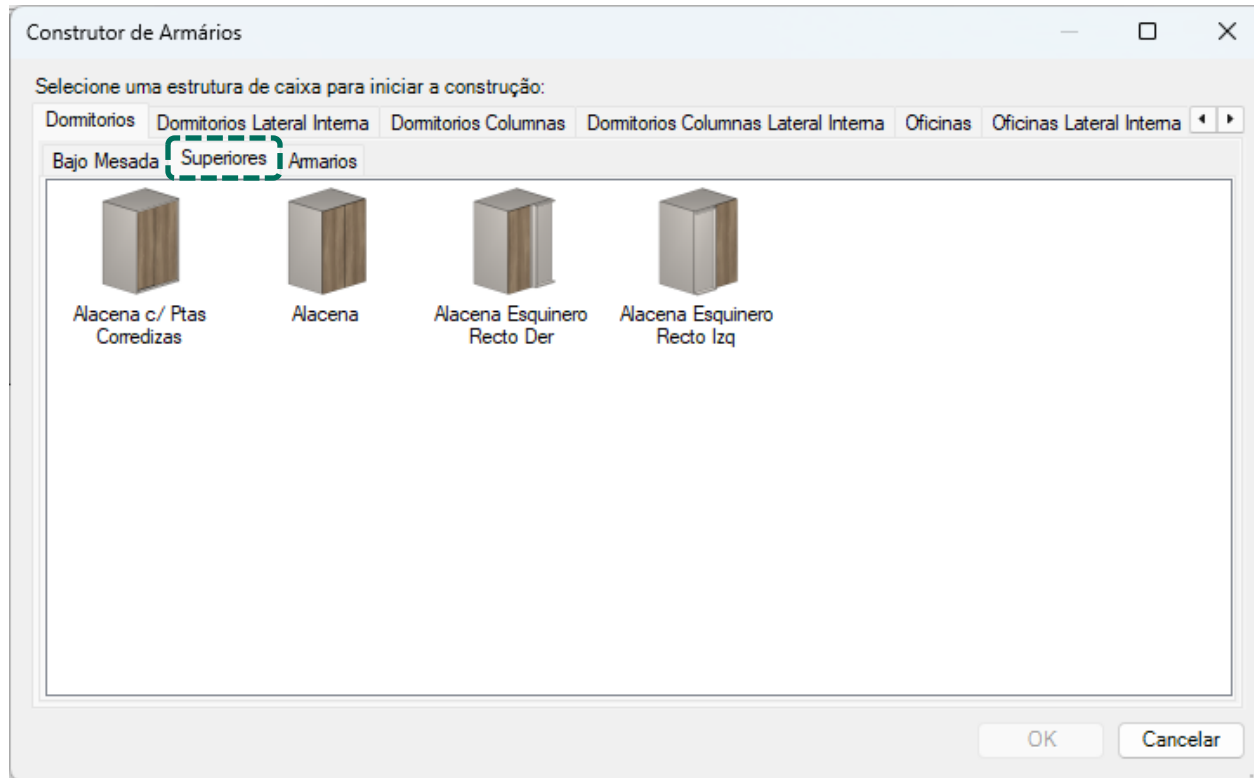 Construtor de Armários
Selecione uma estrutura de caixa para iniciar a construção:
Dormitorios Dormitorios Lateral Interna Dormitorios Columnas Dormitorios Columnas Lateral Interna Oficinas Oficinas Lateral Interna
Bajo Mesada Superiores Armarios
Alacena c/ Ptas
Corredizas
Alacena
Alacena Esquinero
Recto Der
Alacena Esquinero
Recto Izq
OK Cancelar